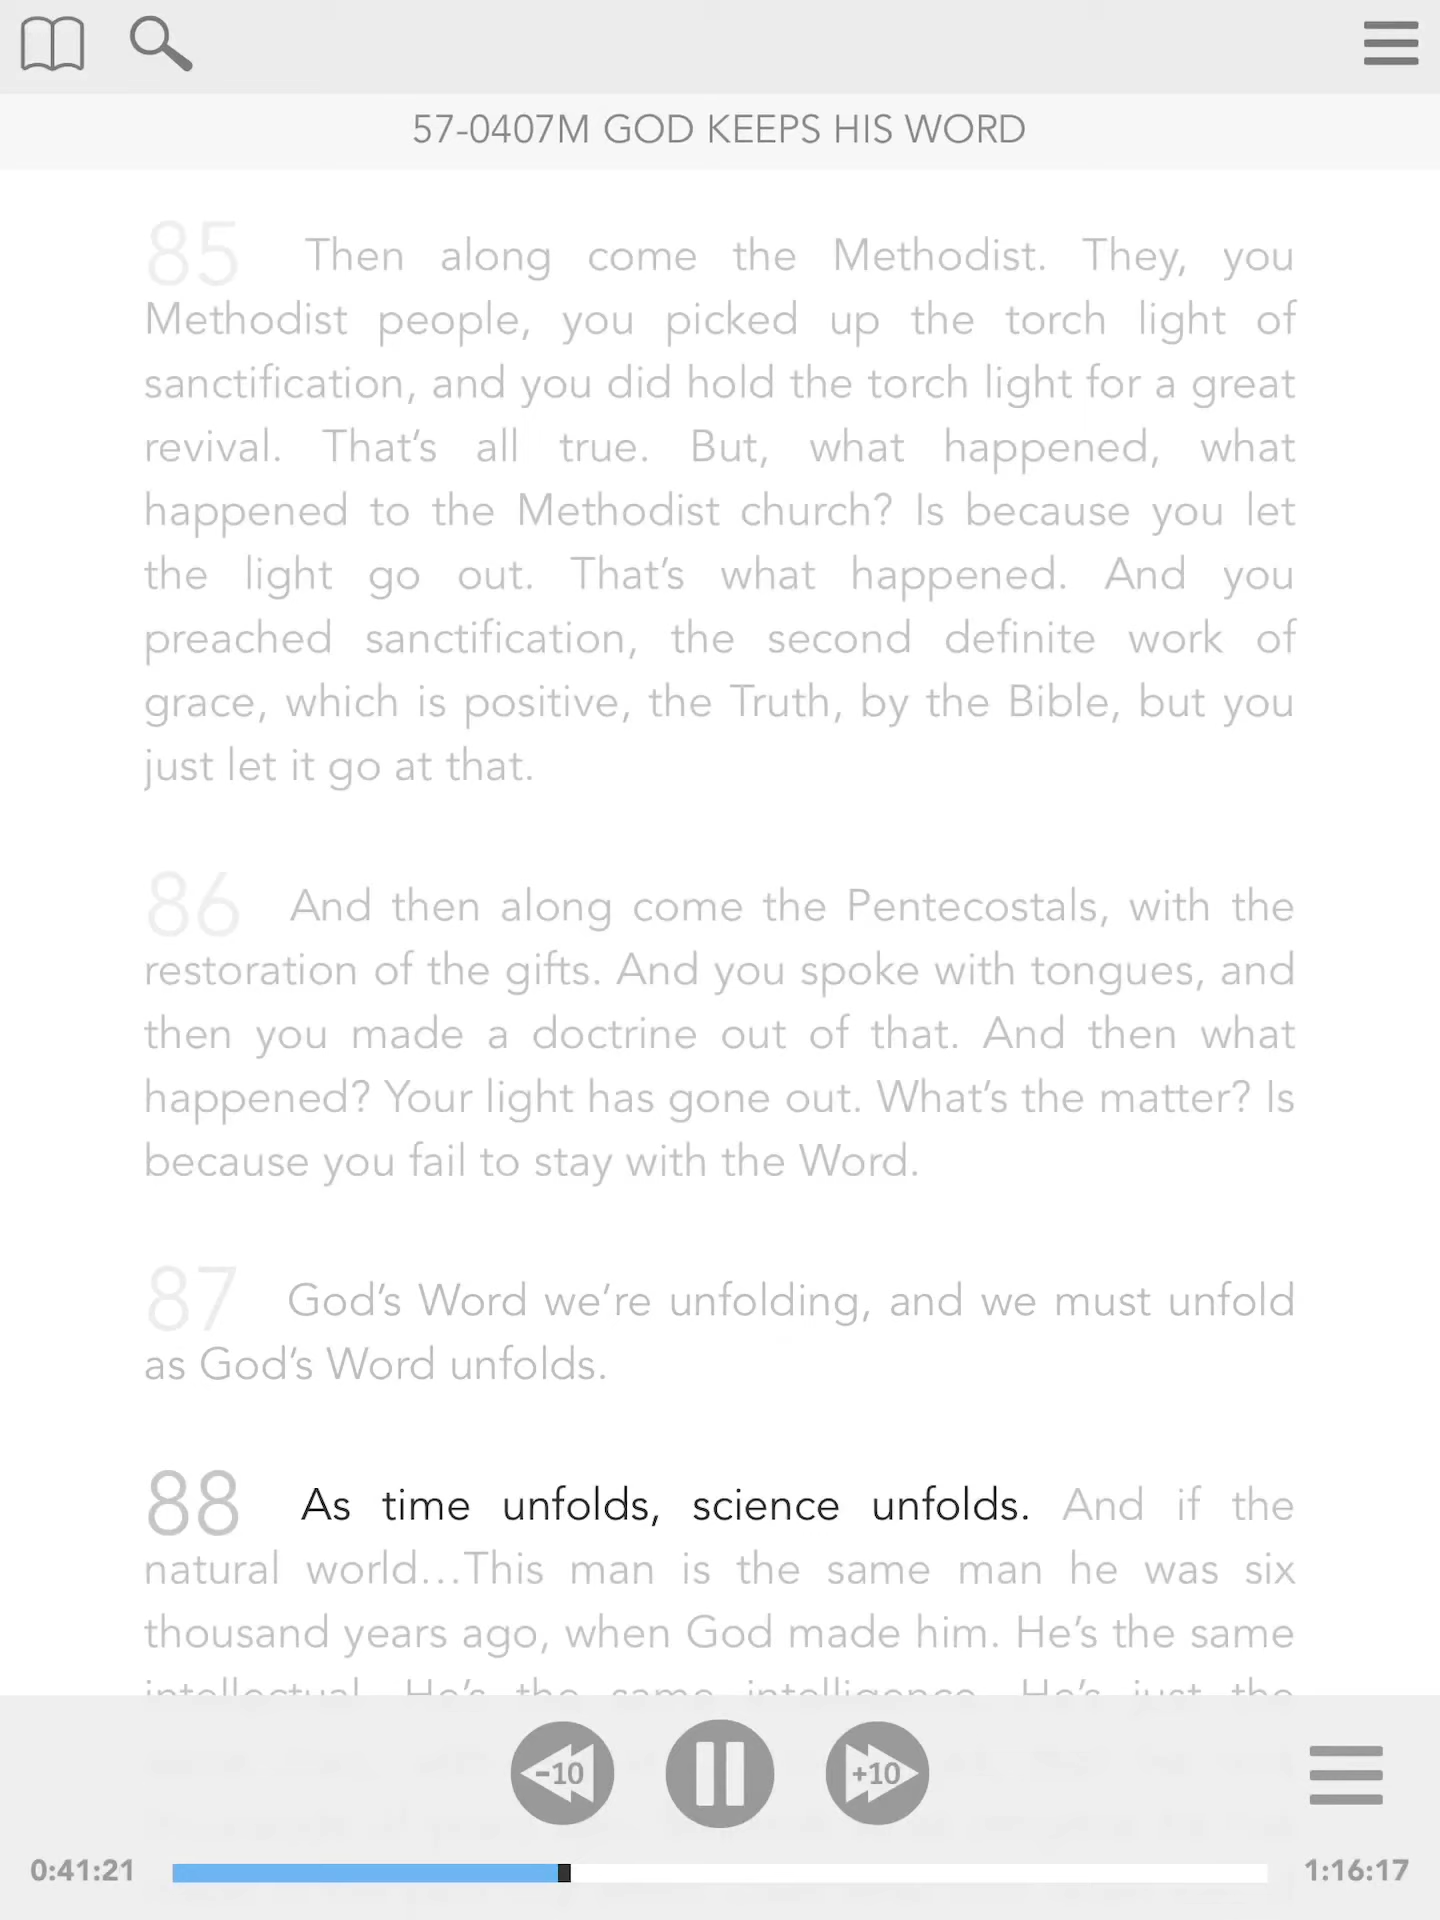 57-0407M GOD KEEPS HIS WORD
85 Then along come the Methodist. They, you
Methodist people, you picked up the torch light of
sanctification, and you did hold the torch light for a great
revival. That’s all true. But, what happened, what
happened to the Methodist church? Is because you let
the light go out. That’s what happened. And you
preached sanctification, the second definite work of
grace, which is positive, the Truth, by the Bible, but you
just let it go at that.
86 And then along come the Pentecostals, with the
restoration of the gifts. And you spoke with tongues, and
then you made a doctrine out of that. And then what
happened? Your light has gone out. What’s the matter? Is
because you fail to stay with the Word.
87 God’s Word we’re unfolding, and we must unfold
as God’s Word unfolds.
88 As time unfolds, science unfolds. And if the
natural world…This man is the same man he was six
thousand years ago, when God made him. He’s the same
intellectual. He’s the same intelligence. He’s just the
-10 +10
0:41:21 1:16:17